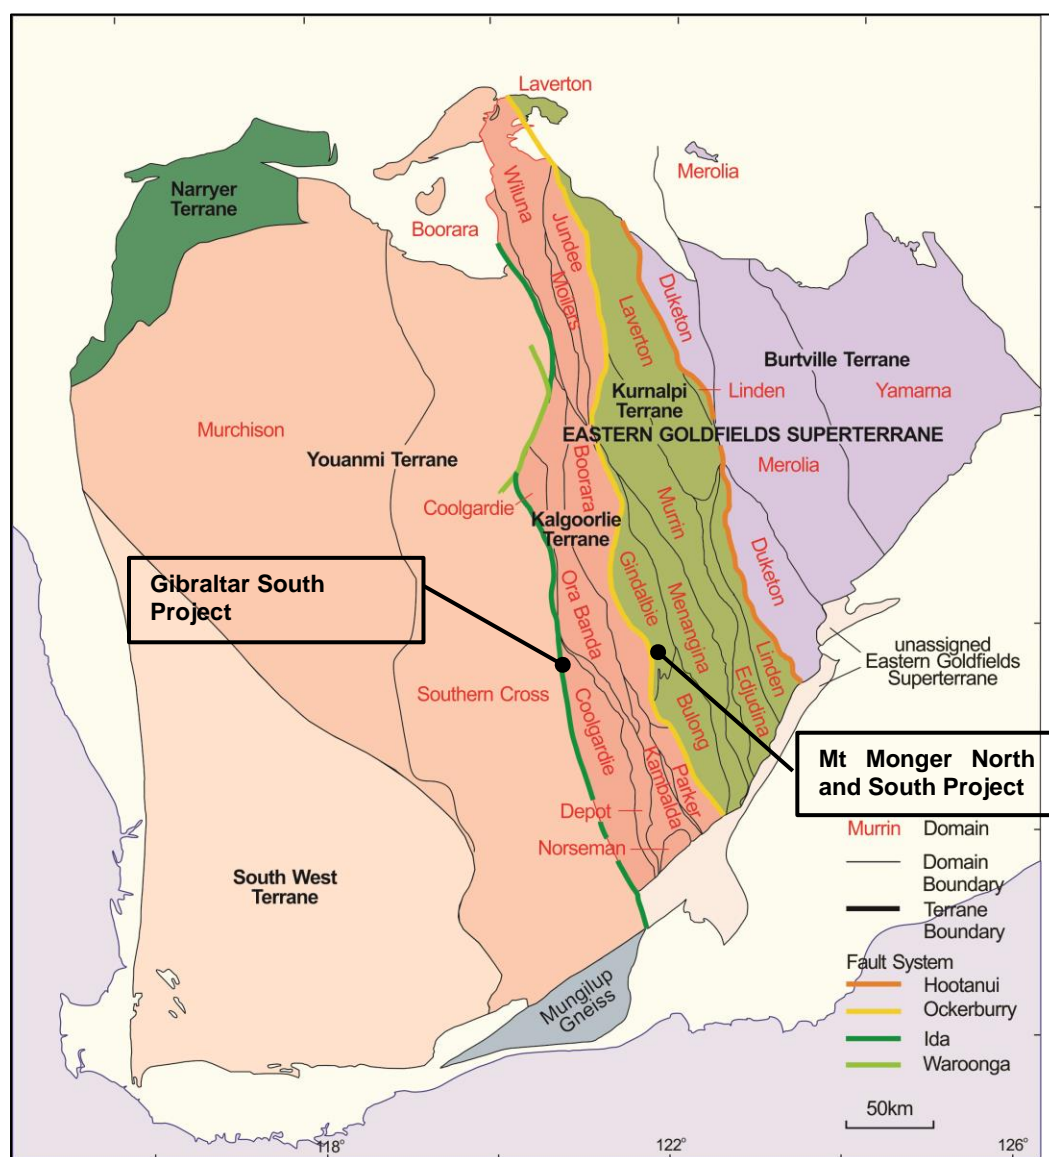 Laverton
Merolia
Narryer
Terrane
Wiluna
Boorara
Jundee
Moilers
Duketon
Laverton
Burtville Terrane
Kurnalpi
Terrane
Linden
Yamarna
Murchison
EASTERN GOLDFIELDS SUPERTERRANE
Youanmi Terrane
Boorara
Merolia
Coolgardie
Murrin
Kalgoorlie
Terrane
Gibraltar South
Project
Gindalbie
Duketon
Ora Banda
Menangina
unassigned
Eastern Goldfields
Superterrane
Linden
Edjudina
Southern Cross
Coolgardie
Bulong
Mt Monger North
and South Project
Parker
Kambalda
Depot
Norseman
South West
Terrane
Mungilup
Gneiss
Murrin Domain
Domain
Boundary
Terrane
Boundary
Fault System
Hootanui
Ockerburry
Ida
Waroonga
50km
118°
122°
126°